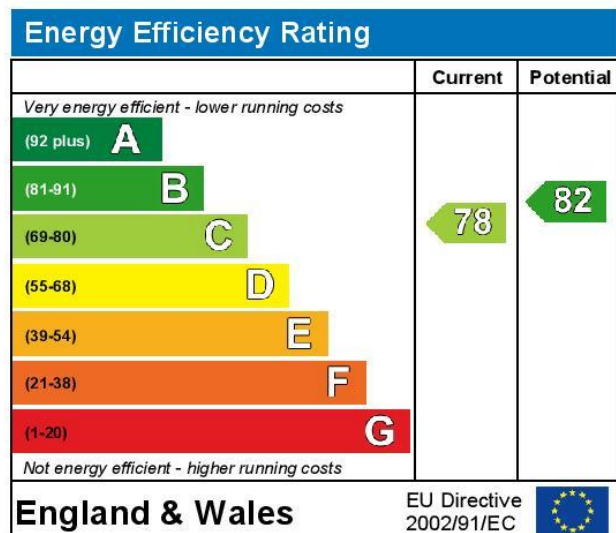 Energy Efficiency Rating
Current Potential
Very energy efficient - lower running costs
(92 plus) A
(81-91) B
(69-80) C
(55-68) D
(39-54) E
(21-38) F
(1-20) G
78
82
Not energy efficient - higher running costs
England & Wales
EU Directive
2002/91/EC